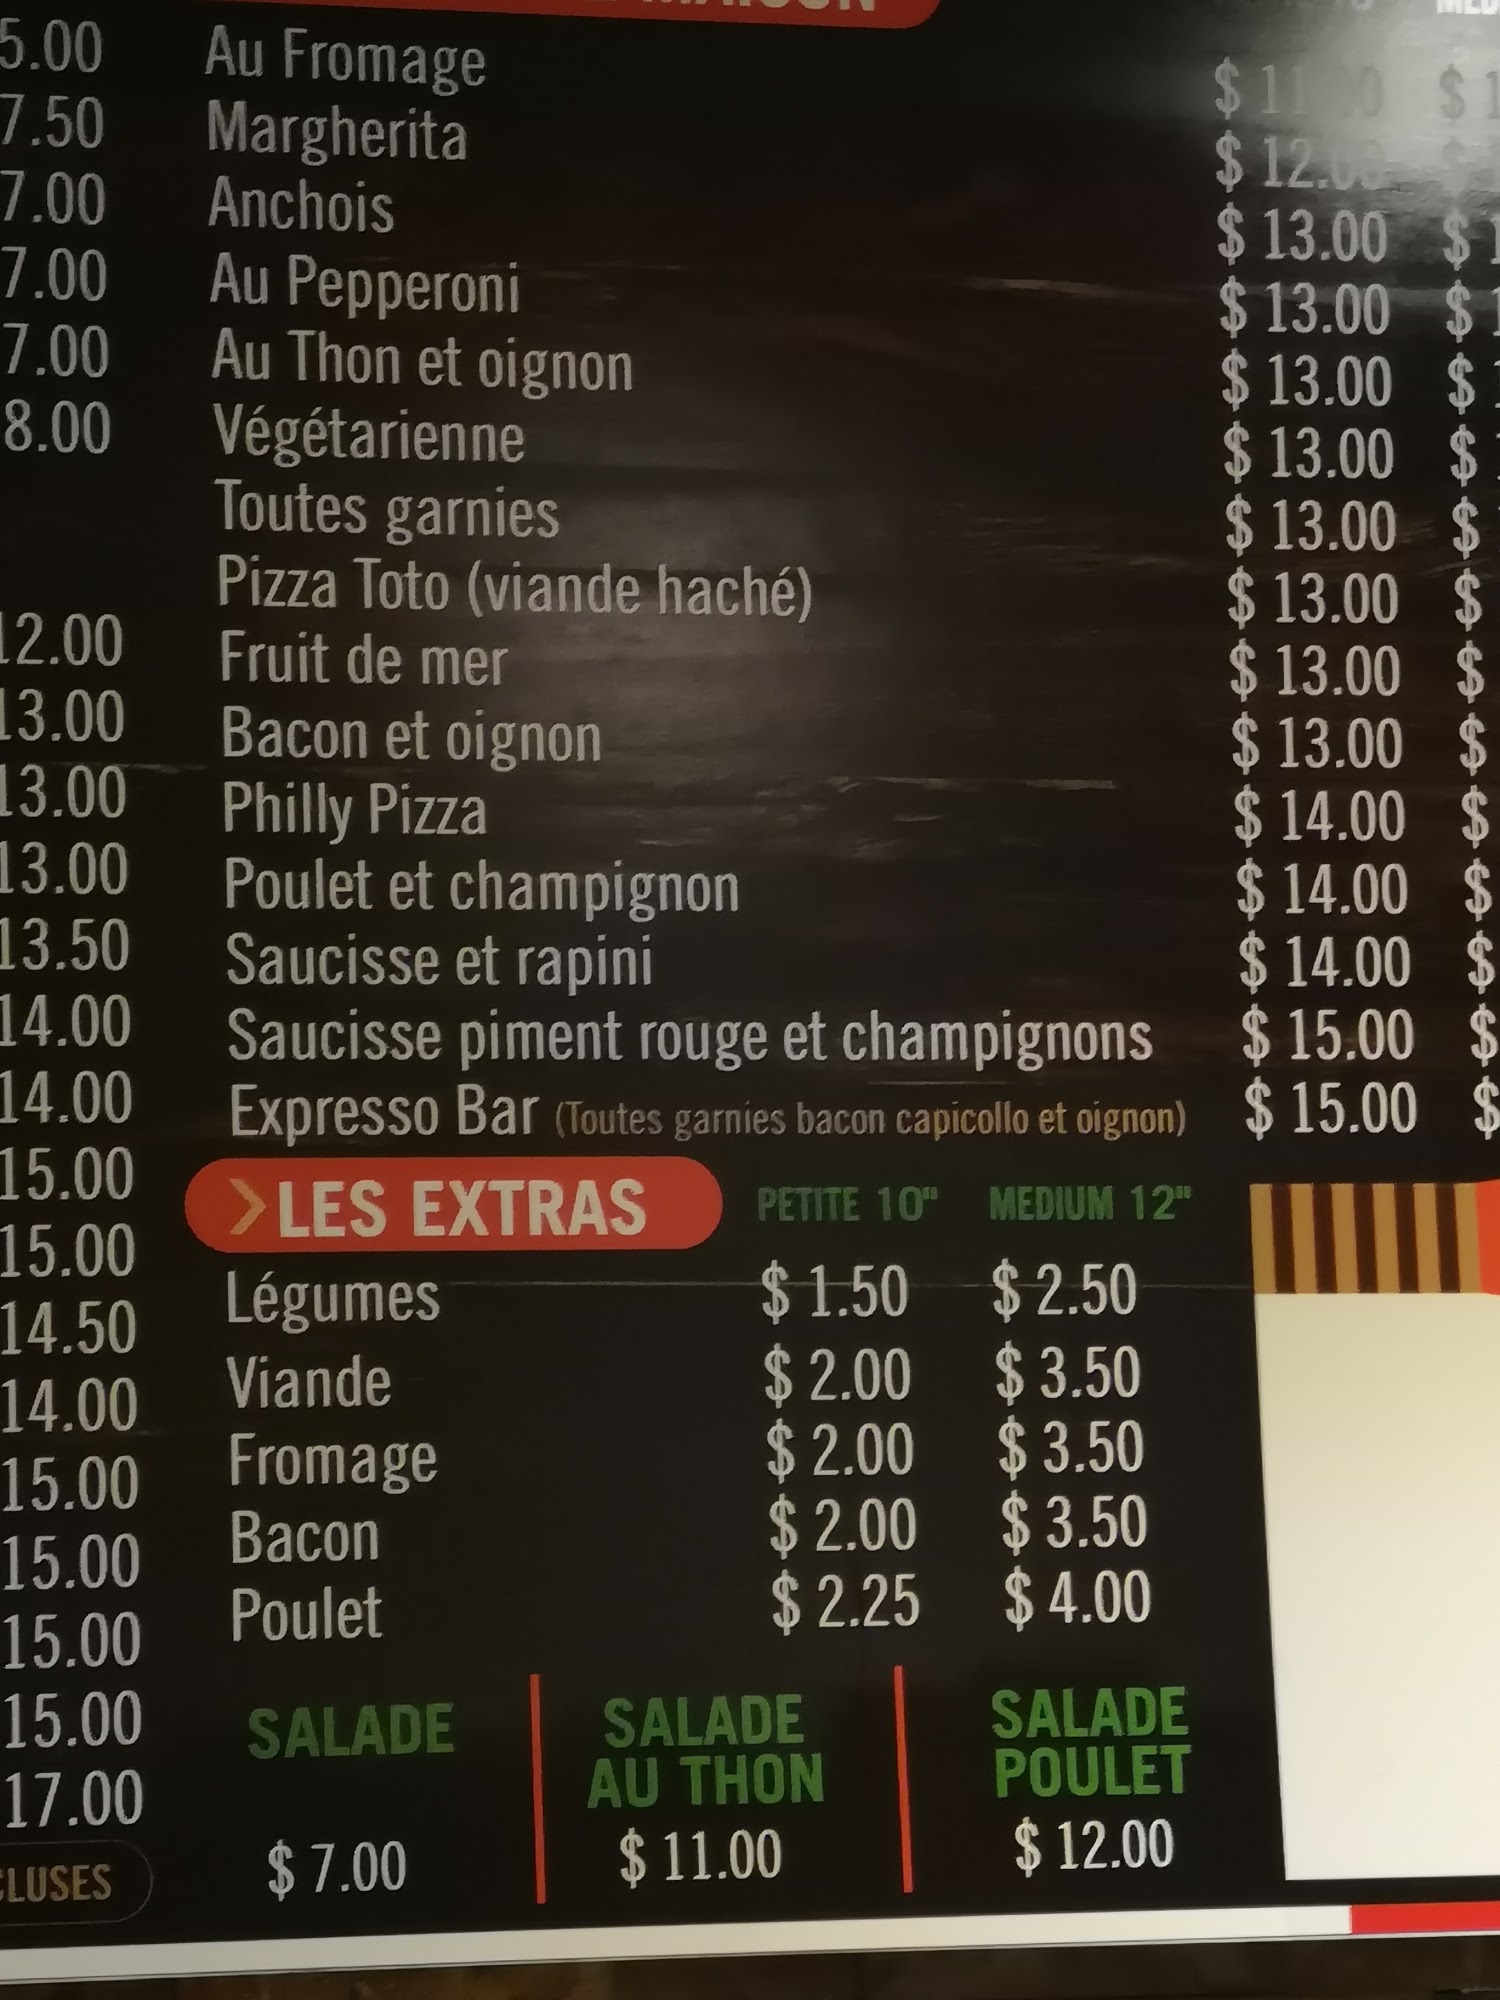 5.00 Au Fromage
7.50 Margherita $ 12.00
7.00 Anchois $ 13.00 $
7.00 Au Pepperoni $ 13.00 $
7.00 Au Thon et oignon $ 13.00 $
8.00 Végétarienne $ 13.00 $
Toutes garnies $ 13.00 $
Pizza Toto (viande haché) $ 13.00 $
12.00 Fruit de mer $ 13.00 $
13.00 Bacon et oignon $ 13.00 $
13.00 Philly Pizza $ 14.00 $
13.00 Poulet et champignon $ 14.00 $
13.50 Saucisse et rapini $ 14.00 $
14.00 Saucisse piment rouge et champignons $ 15.00 $
14.00 Expresso Bar (Toutes garnies bacon capicollo et oignon) $ 15.00 $
15.00 LES EXTRAS PETITE 10" MEDIUM 12"
15.00 Légumes $ 1.50 $ 2.50
14.50
14.00 Viande $ 2.00 $ 3.50
15.00 Fromage $ 2.00 $ 3.50
15.00 Bacon $ 2.00 $ 3.50
15.00 Poulet $ 2.25 $ 4.00
15.00 SALADE SALADE AU THON SALADE POULET
17.00
$ 7.00 $ 11.00 $ 12.00